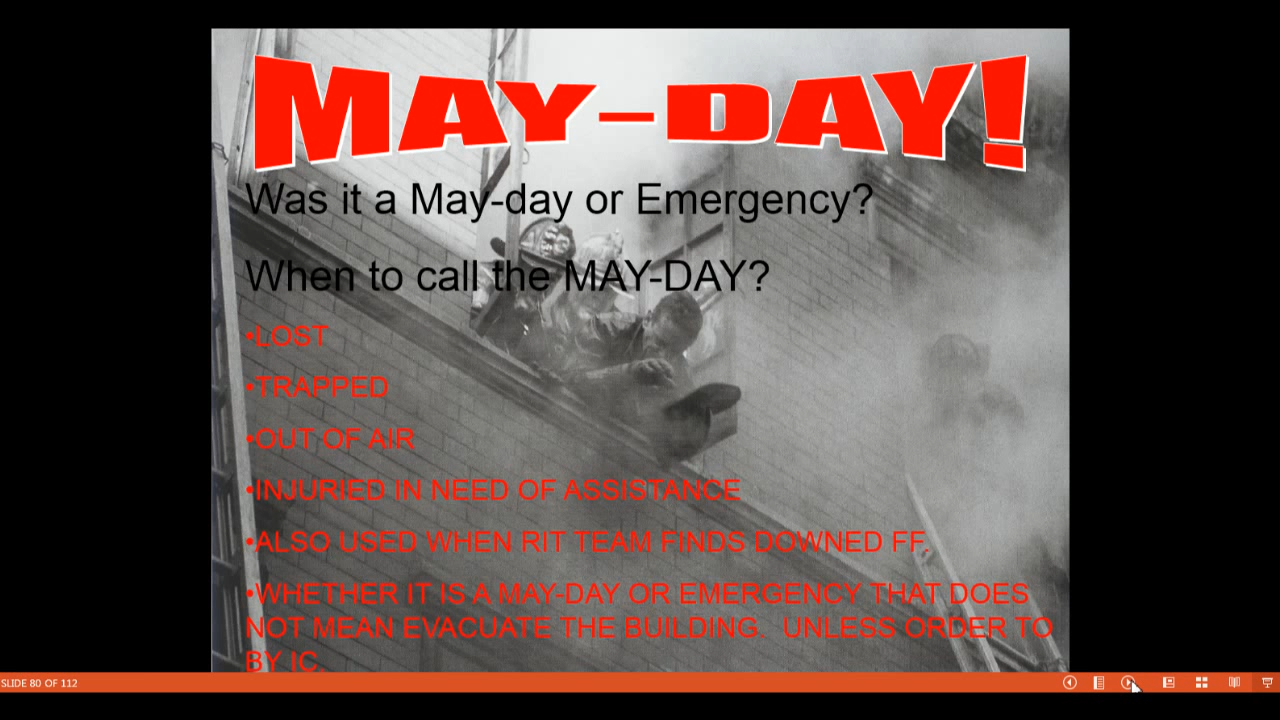 MAY-DAY!
Was it a May-day or Emergency?
When to call the MAY-DAY?
•LOST
•TRAPPED
•OUT OF AIR
•INJURIED IN NEED OF ASSISTANCE
•ALSO USED WHEN RIT TEAM FINDS DOWNED FF.
•WHETHER IT IS A MAY-DAY OR EMERGENCY THAT DOES
NOT MEAN EVACUATE THE BUILDING.  UNLESS ORDER TO
BY IC.
SLIDE 80 OF 112